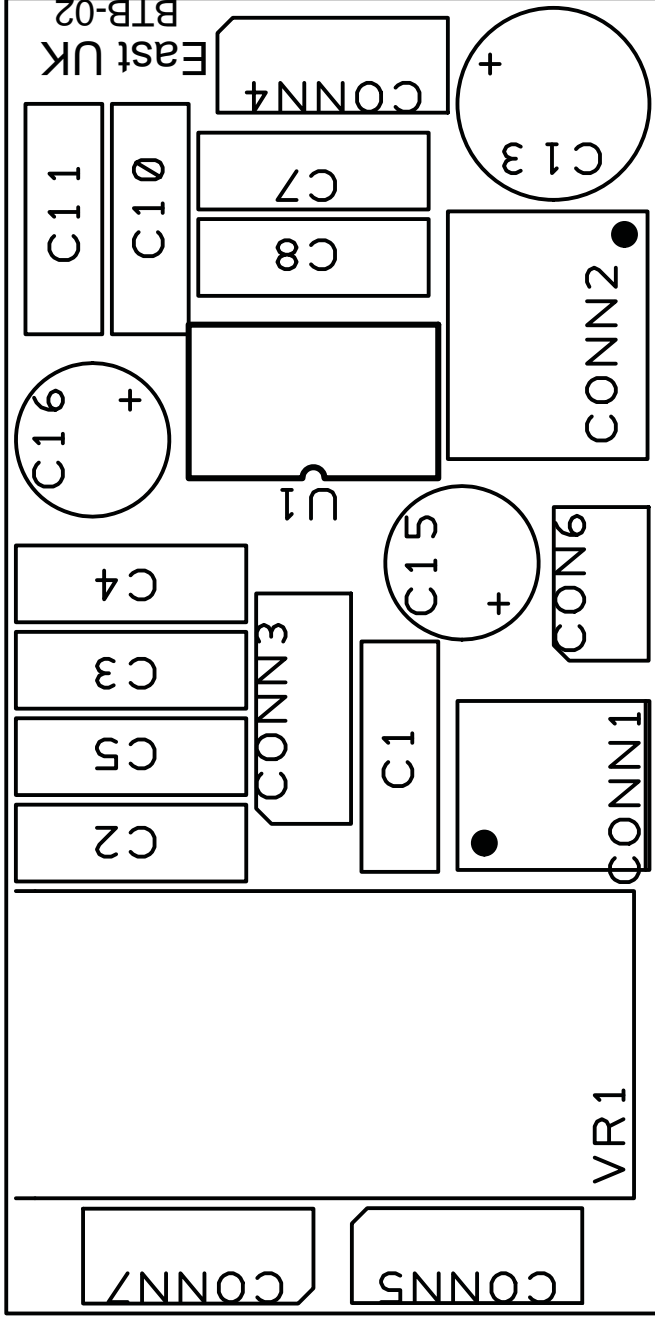 BTB-02
East UK
CONN4
+
C13
C11
C10
C7
C8
CONN2
C16
+
U1
C15
+
CON6
C4
C3
C5
C2
CONN3
C1
CONN1
VR1
CONN7
CONN5